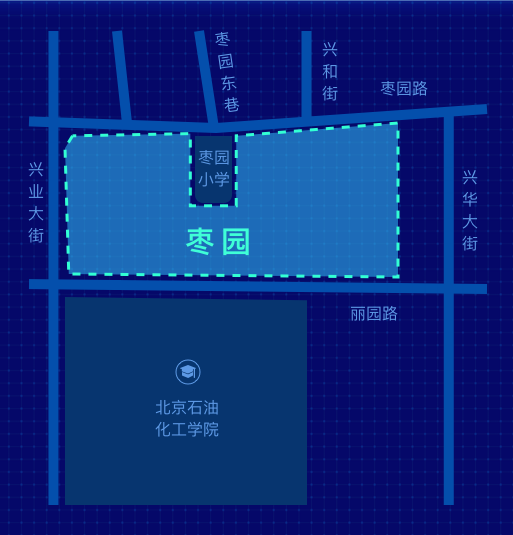 枣园东巷
兴和街
枣园路
枣园
小学
兴业大街
兴华大街
枣园
丽园路
北京石油
化工学院